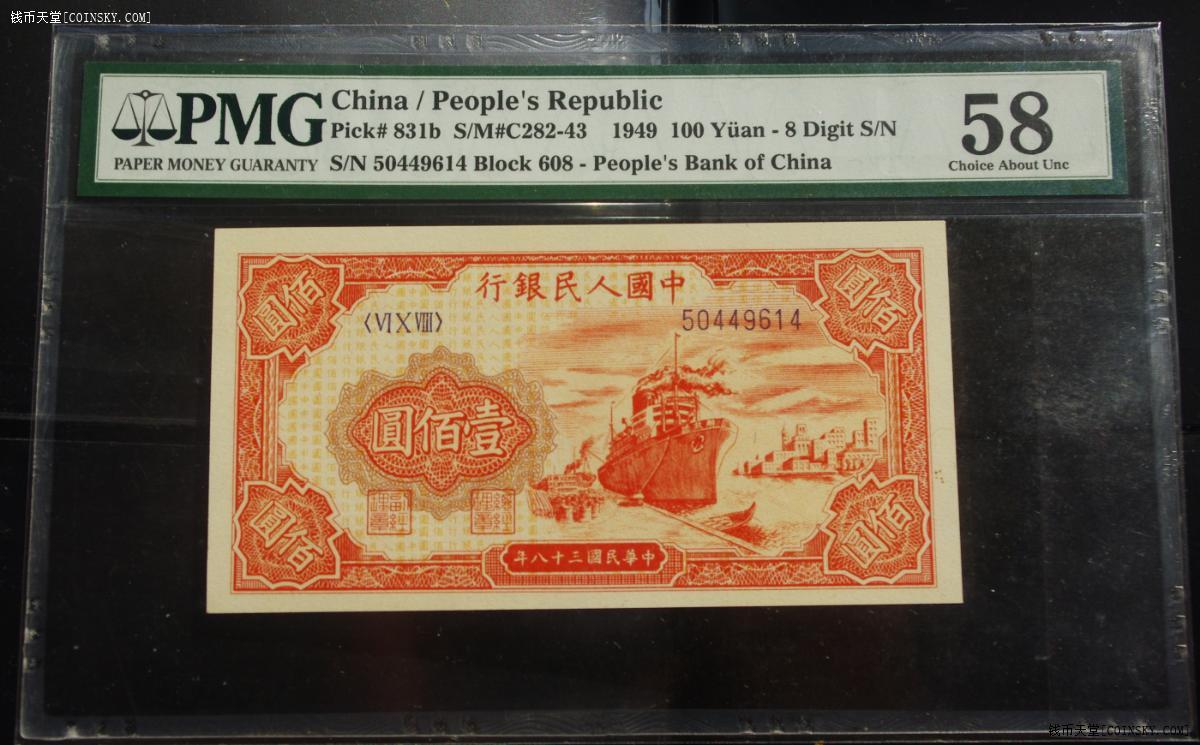 钱币天堂[COINSKY.COM]
PMG
PAPER MONEY GUARANTY
China / People's Republic
Pick# 831b S/M#C282-43 1949 100 Yüan - 8 Digit S/N
S/N 50449614 Block 608 - People's Bank of China
58
Choice About Unc
行銀民人國中
圓佰
圓佰
〈VI X VIII〉
50449614
圓佰壹
圓佰
圓佰
年八十三國民華中
钱币天堂[COINSKY.COM]